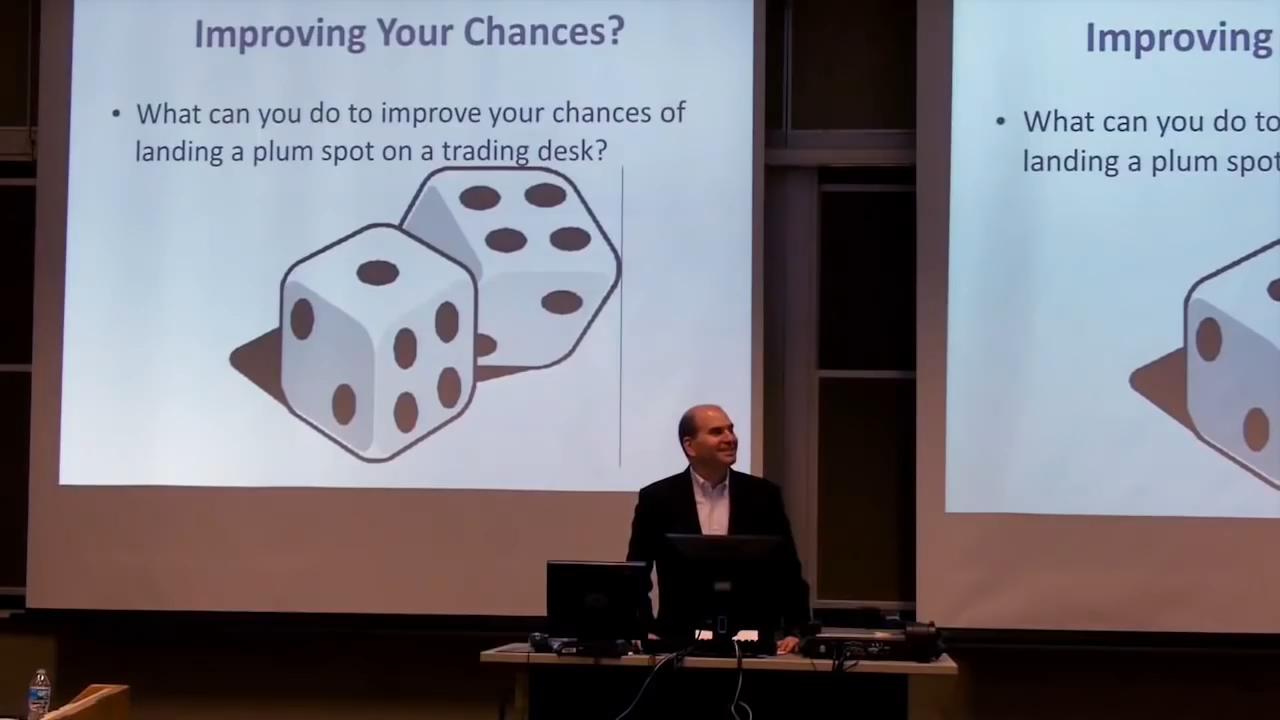 Improving Your Chances?
• What can you do to improve your chances of
landing a plum spot on a trading desk?
Improving
• What can you do to
landing a plum spot